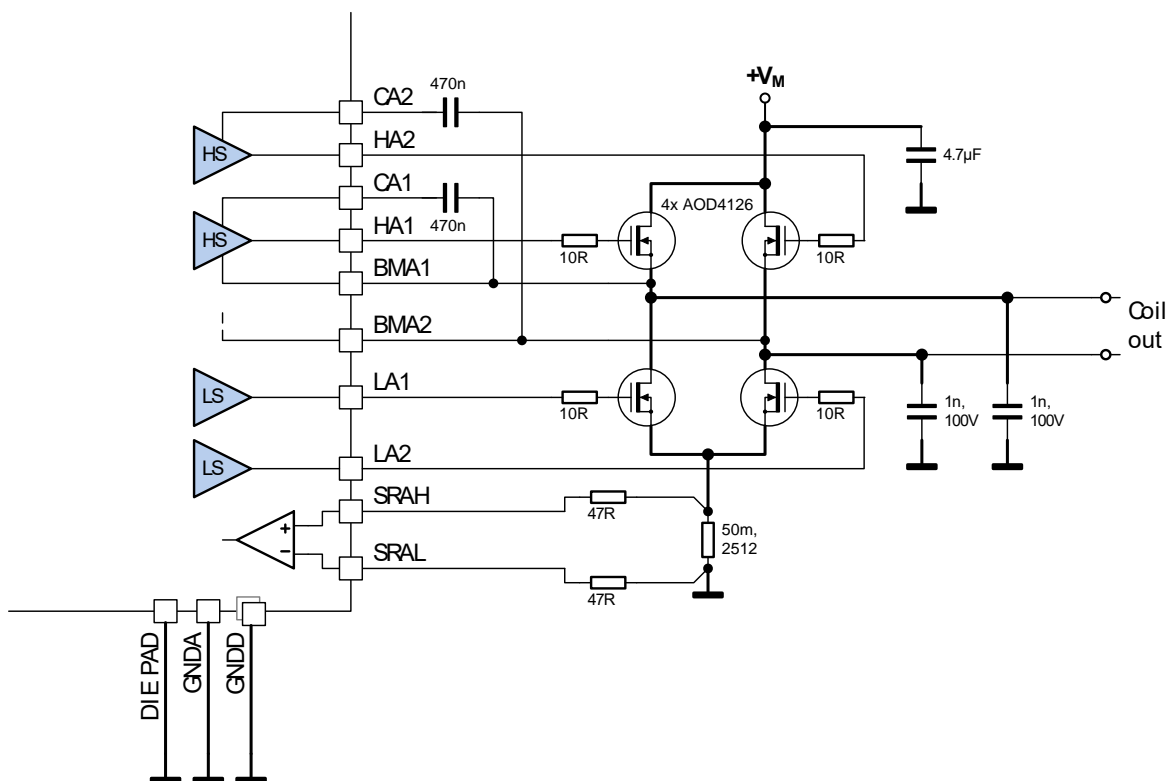 +VM
470n
CA2
HS
HA2
4.7µF
CA1
4x AOD4126
HS
HA1
470n
10R
10R
BMA1
Coil
out
BMA2
LS
LA1
10R
10R
1n,
100V
1n,
100V
LS
LA2
SRAH
47R
50m,
2512
+
−
SRAL
47R
DIE PAD
GNDA
GNDD